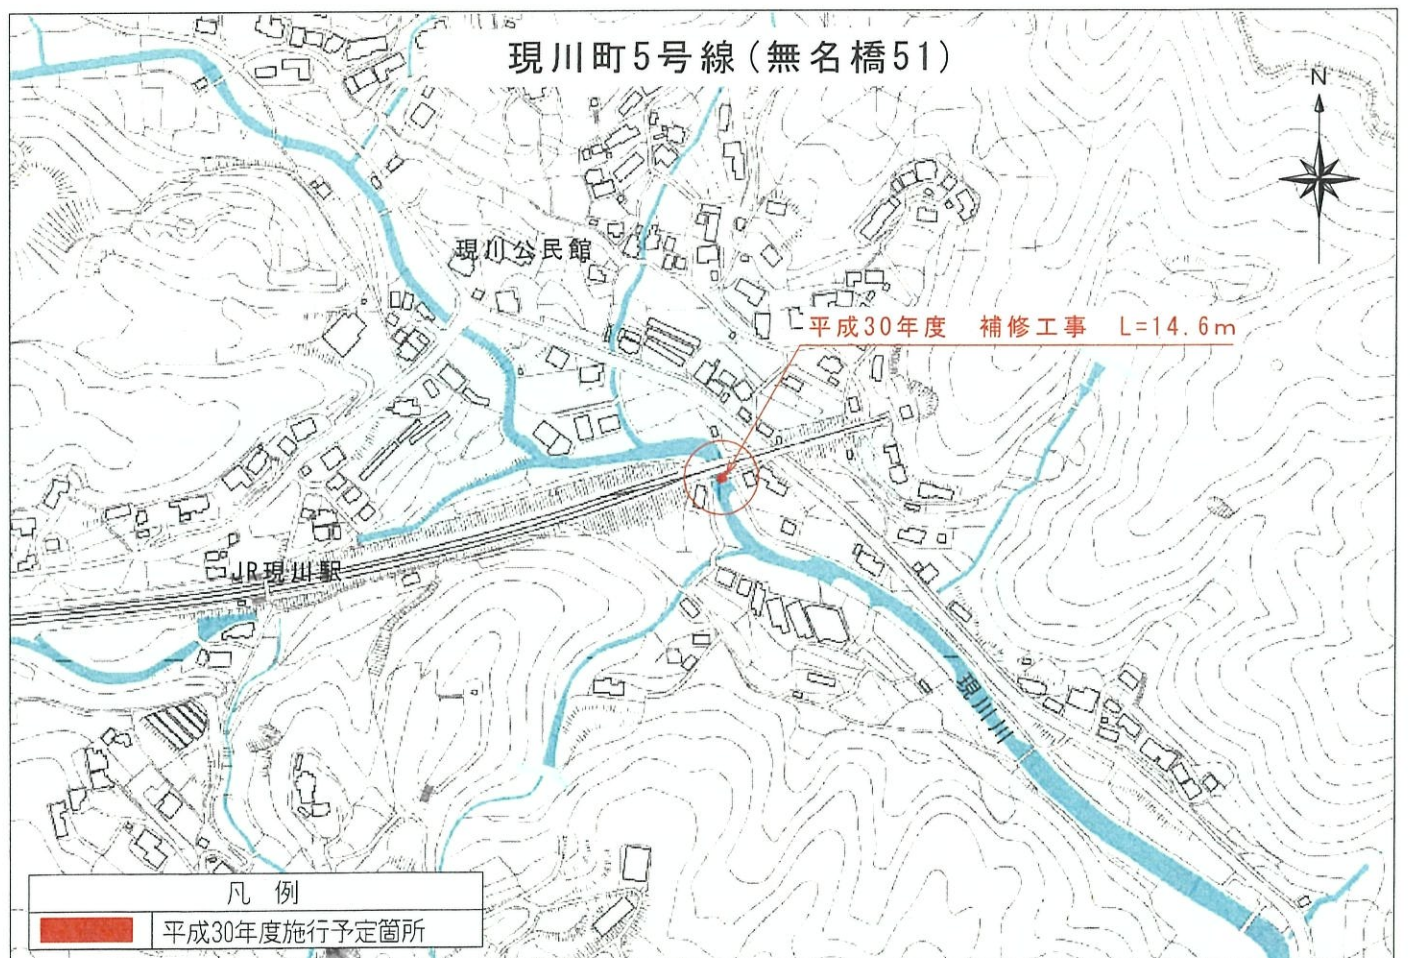 現川町5号線(無名橋51)
N
現川公民館
平成30年度 補修工事 L=14.6m
JR現川駅
現川川
凡 例
平成30年度施行予定箇所